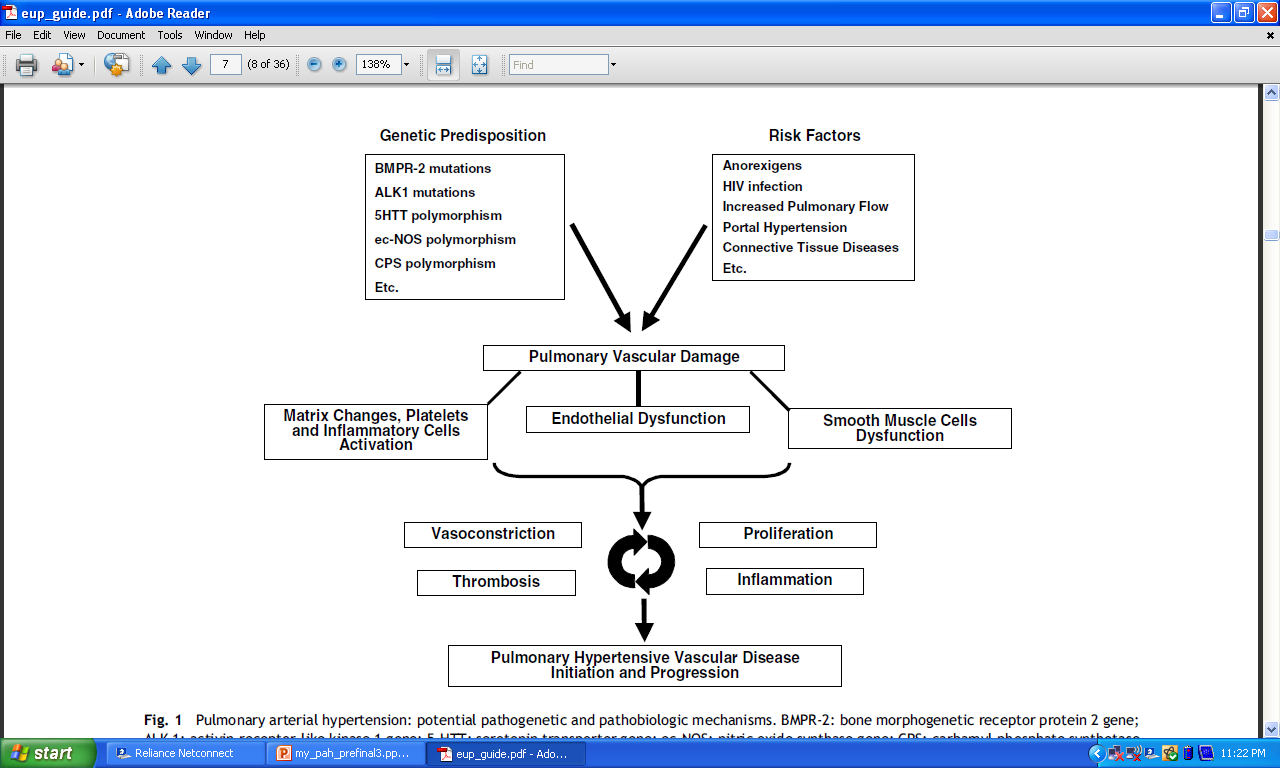 eup_guide.pdf - Adobe Reader
File Edit View Document Tools Window Help
7 (8 of 36) 138% Find
Genetic Predisposition
BMPR-2 mutations
ALK1 mutations
5HTT polymorphism
ec-NOS polymorphism
CPS polymorphism
Etc.
Risk Factors
Anorexigens
HIV infection
Increased Pulmonary Flow
Portal Hypertension
Connective Tissue Diseases
Etc.
Pulmonary Vascular Damage
Matrix Changes, Platelets
and Inflammatory Cells
Activation
Endothelial Dysfunction
Smooth Muscle Cells
Dysfunction
Vasoconstriction
Proliferation
Thrombosis
Inflammation
Pulmonary Hypertensive Vascular Disease
Initiation and Progression
Fig. 1 Pulmonary arterial hypertension: potential pathogenetic and pathobiologic mechanisms. BMPR-2: bone morphogenetic receptor protein 2 gene;
start Reliance Netconnect my_pah_prefinal3.pp... eup_guide.pdf - Ado... 11:22 PM